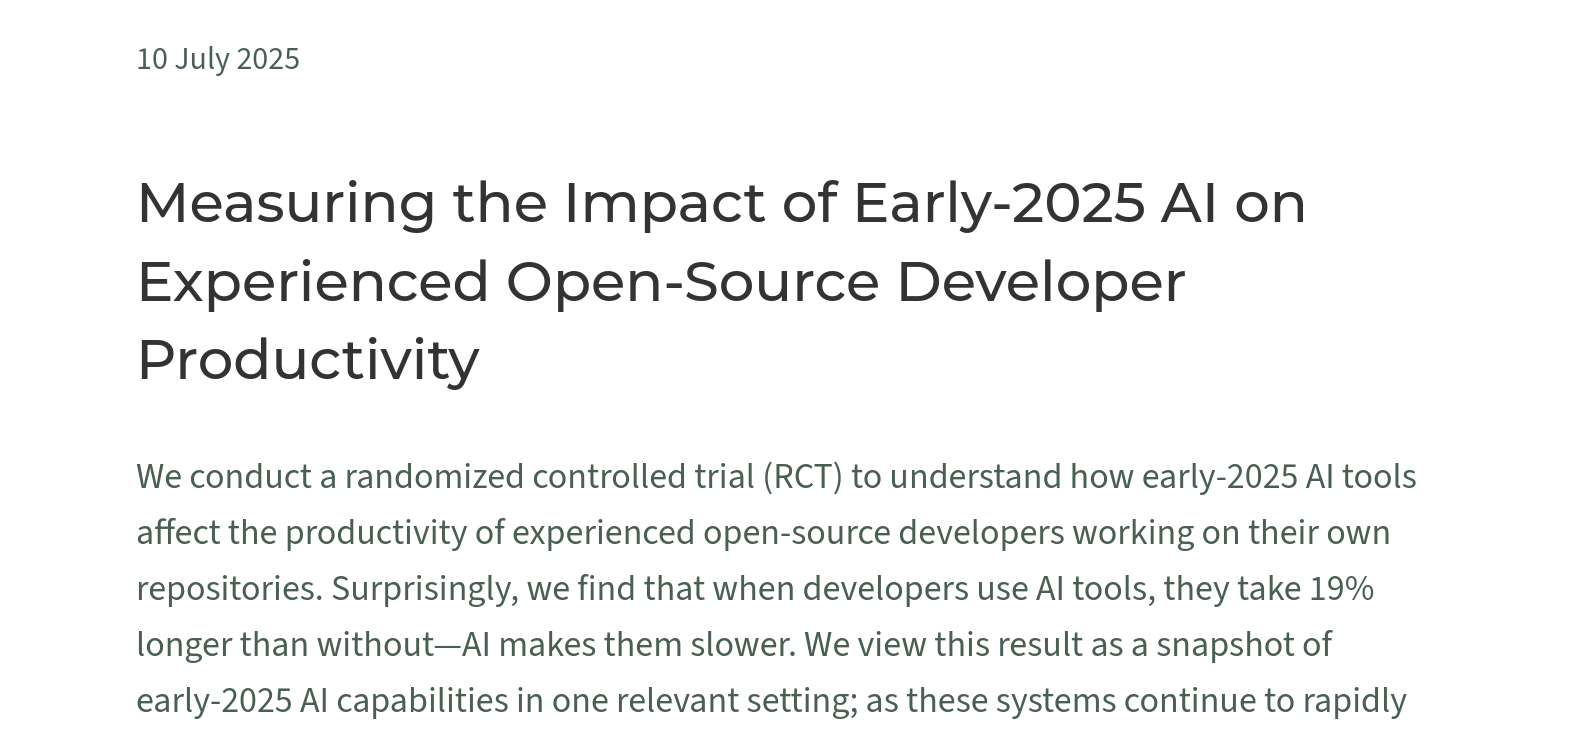 10 July 2025
Measuring the Impact of Early-2025 AI on
Experienced Open-Source Developer
Productivity
We conduct a randomized controlled trial (RCT) to understand how early-2025 AI tools
affect the productivity of experienced open-source developers working on their own
repositories. Surprisingly, we find that when developers use AI tools, they take 19%
longer than without—AI makes them slower. We view this result as a snapshot of
early-2025 AI capabilities in one relevant setting; as these systems continue to rapidly